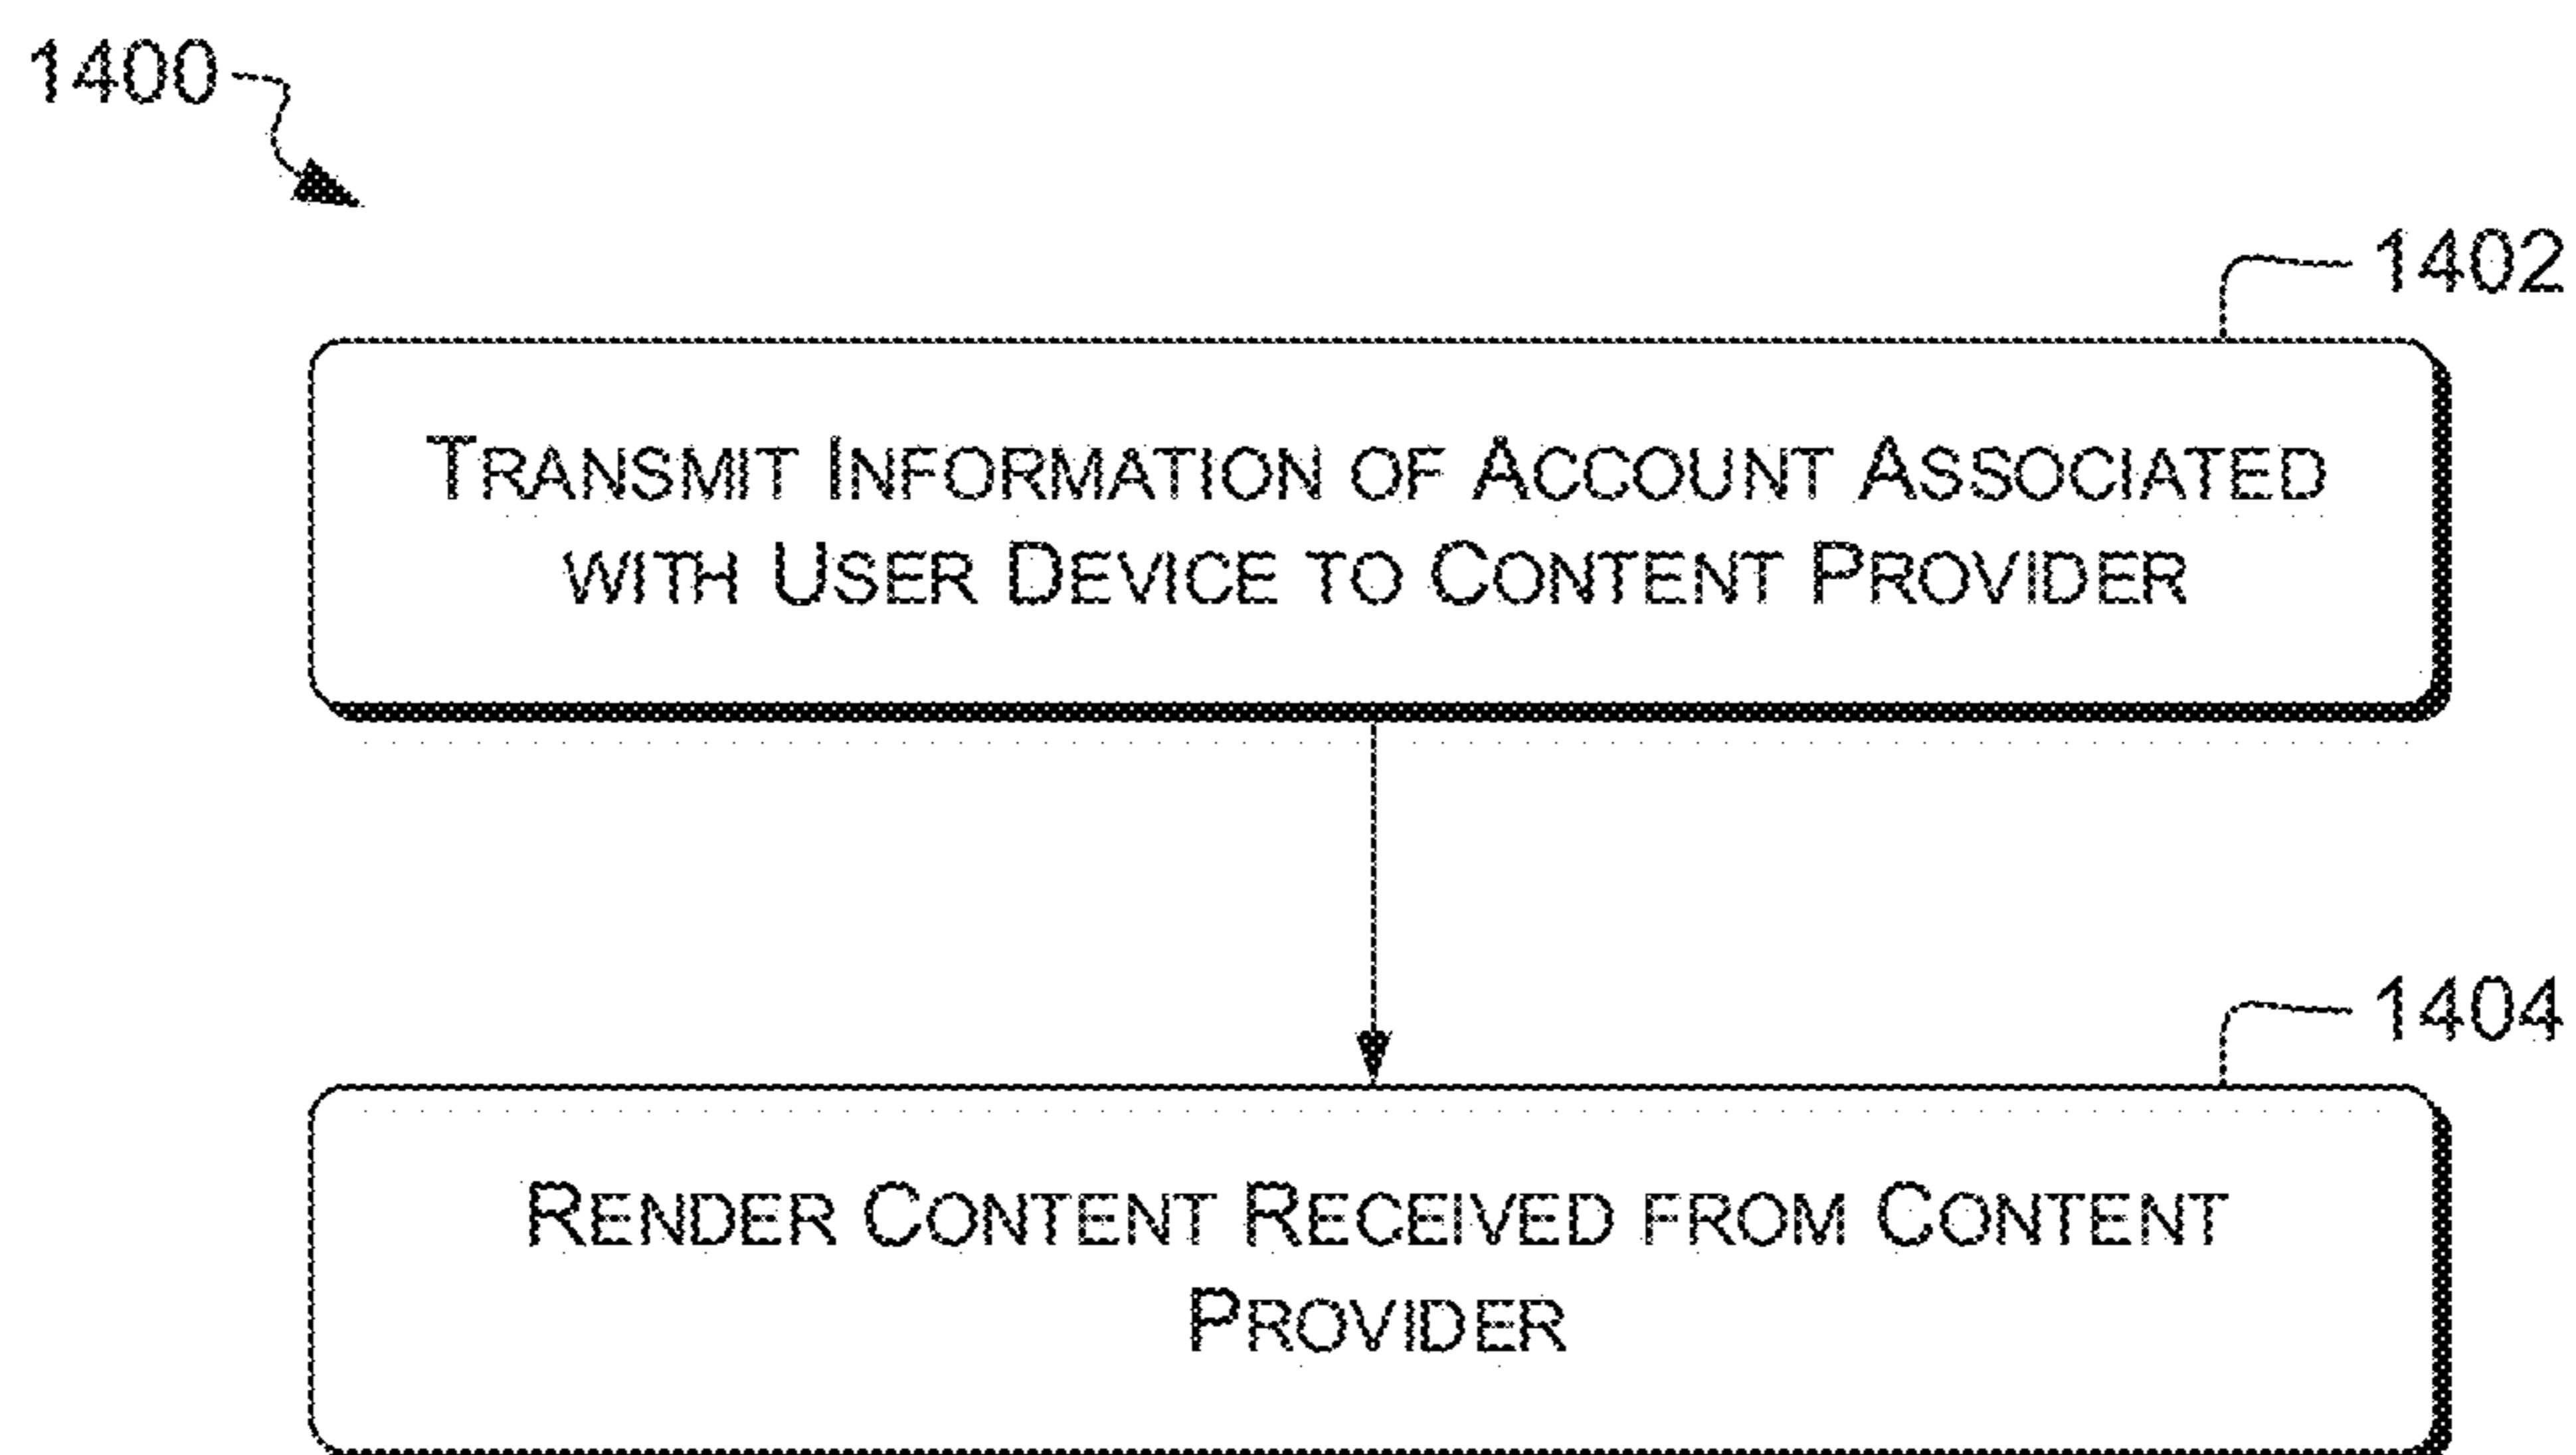 1400
1402
TRANSMIT INFORMATION OF ACCOUNT ASSOCIATED
WITH USER DEVICE TO CONTENT PROVIDER
1404
RENDER CONTENT RECEIVED FROM CONTENT
PROVIDER